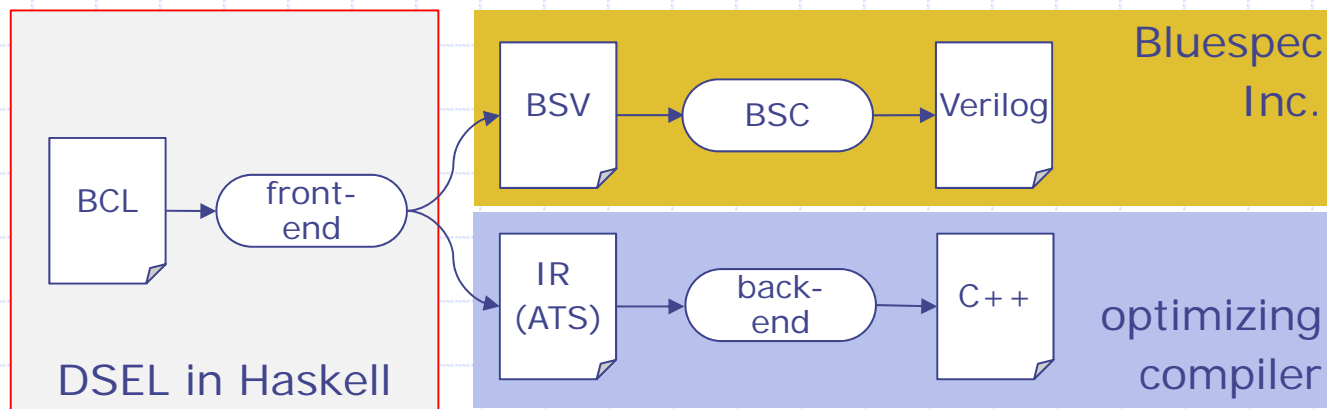 BCL
front-
end
DSEL in Haskell
BSV
BSC
Verilog
Bluespec
Inc.
IR
(ATS)
back-
end
C++
optimizing
compiler